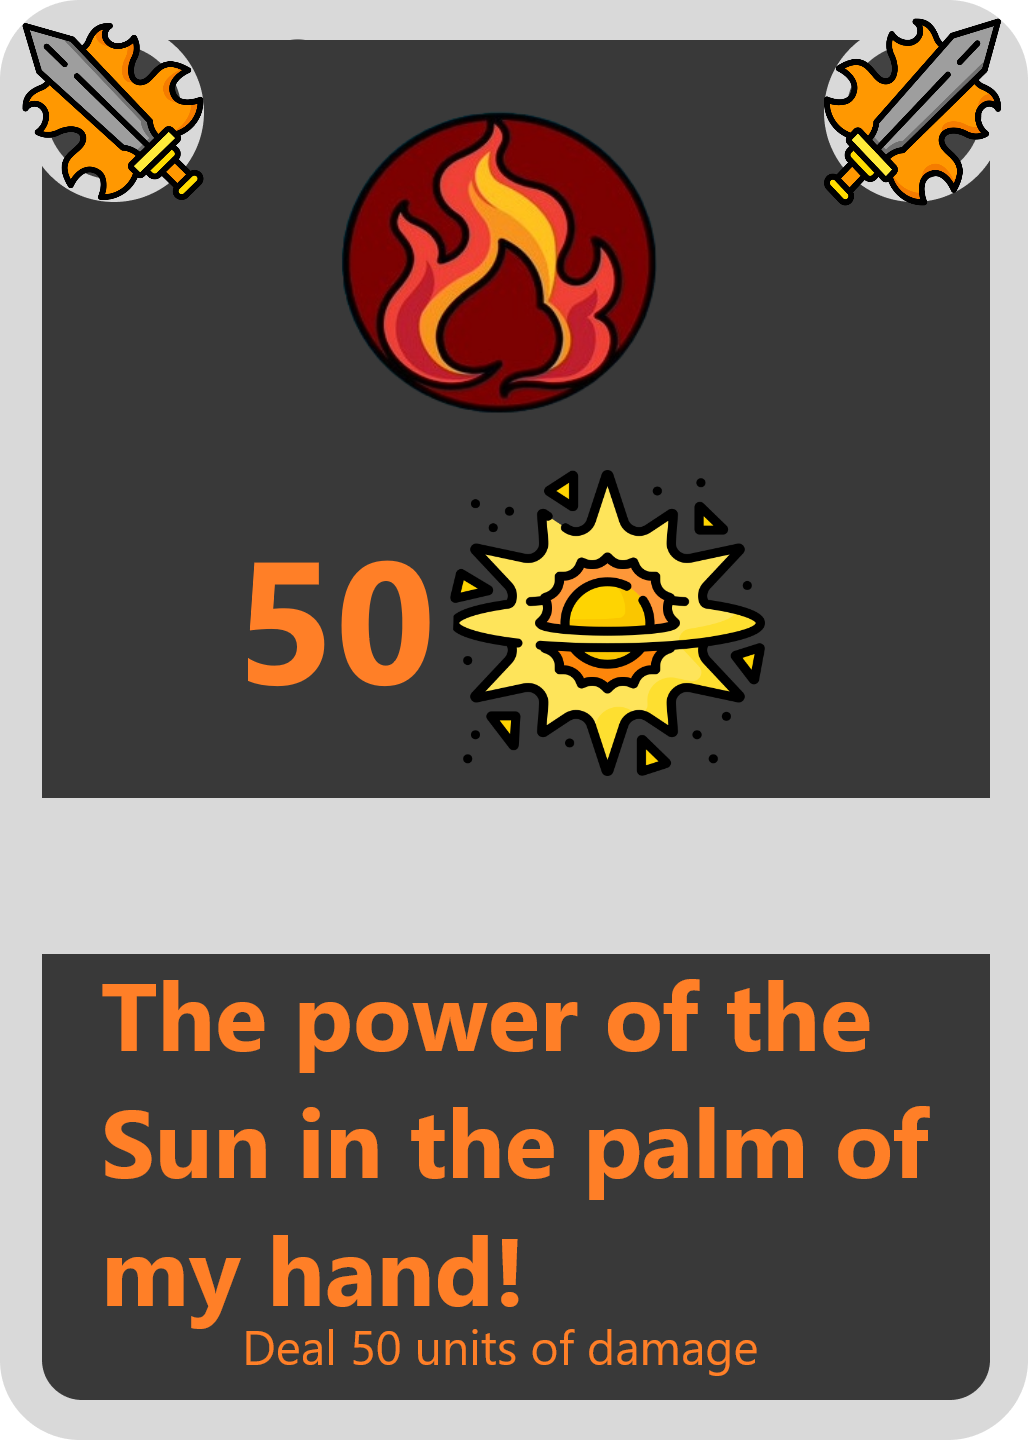 50
The power of the
Sun in the palm of
my hand!
Deal 50 units of damage